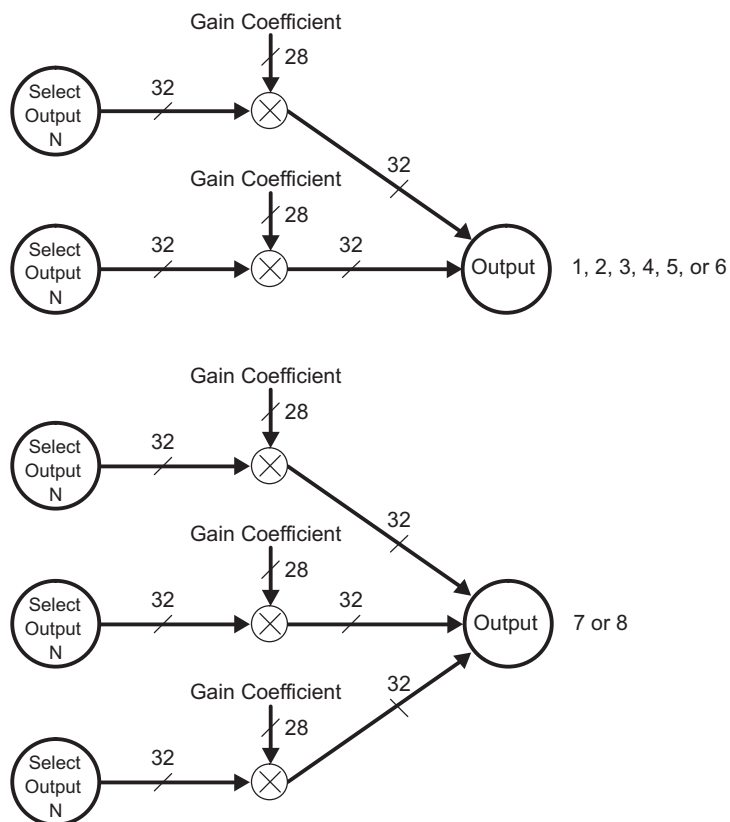 Gain Coefficient
28
32
Select
Output
N
32
Gain Coefficient
28
32
32
Select
Output
N
Output
1, 2, 3, 4, 5, or 6
Gain Coefficient
28
32
Select
Output
N
32
Gain Coefficient
28
32
32
Select
Output
N
Output
7 or 8
Gain Coefficient
32
28
32
Select
Output
N